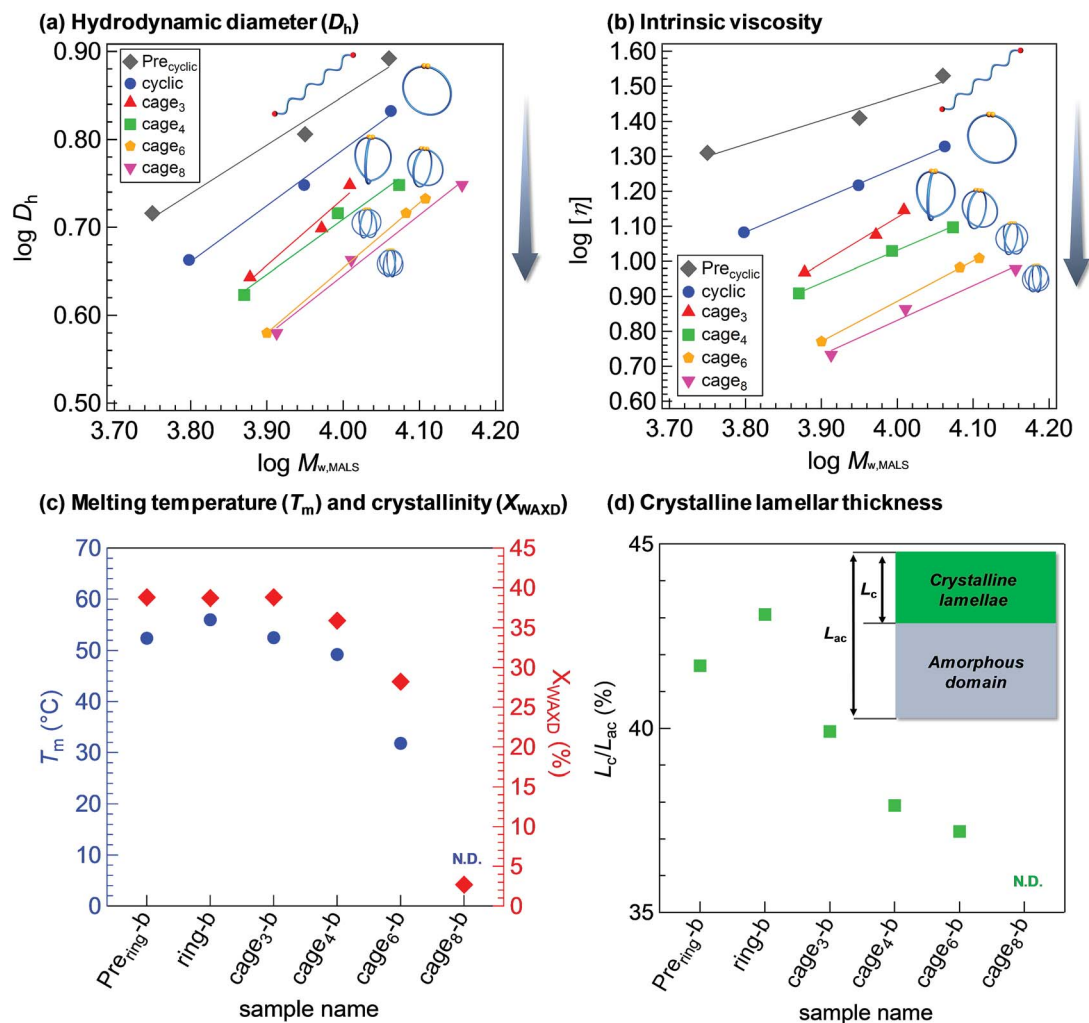 (a) Hydrodynamic diameter (Dh)
0.90
0.80
0.70
0.60
0.50
log Dh
Precyclic
cyclic
cage3
cage4
cage6
cage8
3.70 3.80 3.90 4.00 4.10 4.20
log Mw,MALS
(b) Intrinsic viscosity
1.60
1.50
1.40
1.30
1.20
1.10
1.00
0.90
0.80
0.70
0.60
log [η]
Precyclic
cyclic
cage3
cage4
cage6
cage8
3.70 3.80 3.90 4.00 4.10 4.20
log Mw,MALS
(c) Melting temperature (Tm) and crystallinity (XWAXD)
70
60
50
40
30
20
10
0
Tm (°C)
45
40
35
30
25
20
15
10
5
0
XWAXD (%)
N.D.
Prering-b
ring-b
cage3-b
cage4-b
cage6-b
cage8-b
sample name
(d) Crystalline lamellar thickness
45
40
35
Lc/Lac (%)
Lc
Lac
Crystalline
lamellae
Amorphous
domain
N.D.
Prering-b
ring-b
cage3-b
cage4-b
cage6-b
cage8-b
sample name